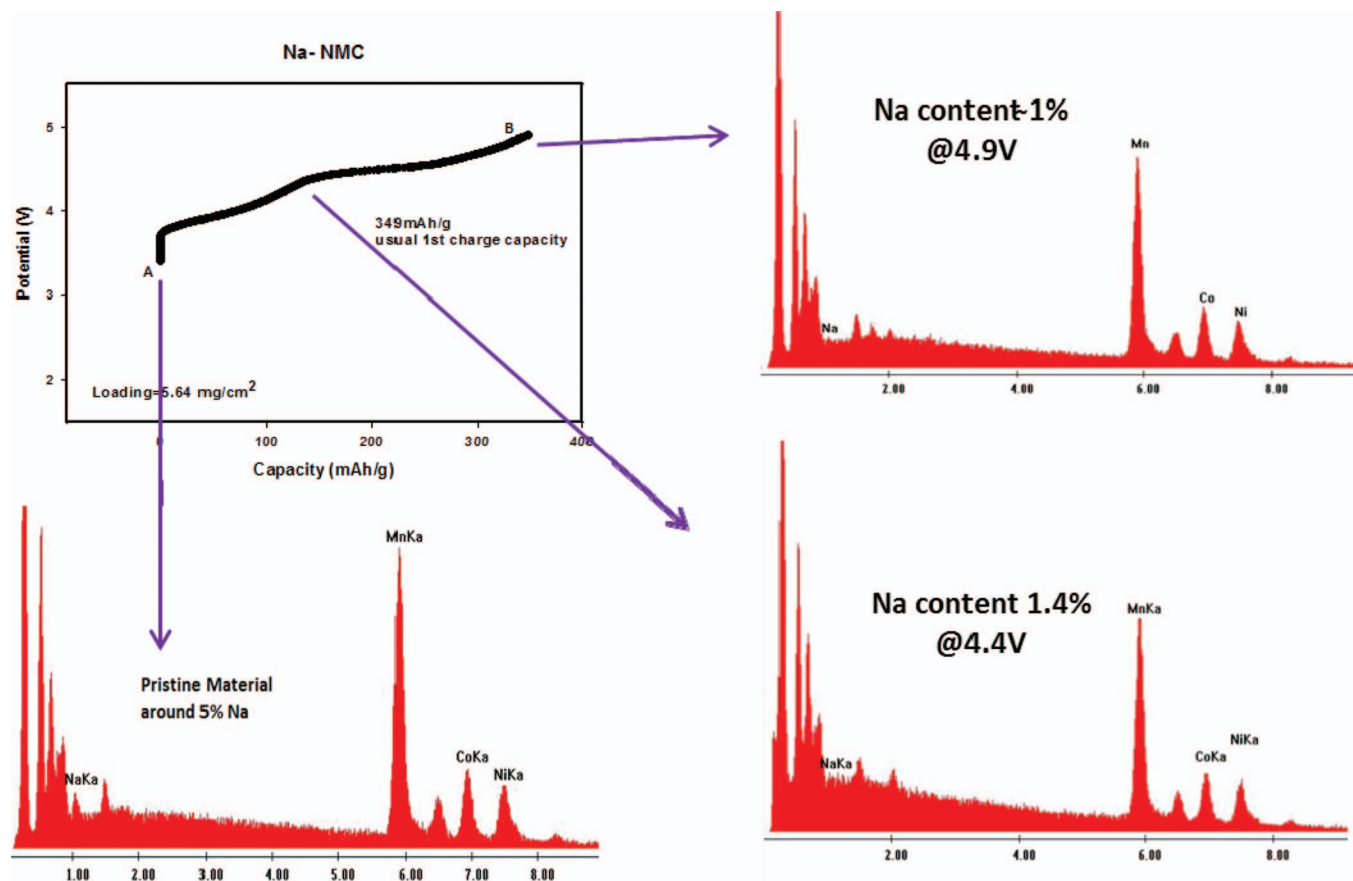 Na- NMC
5
4
3
2
Potential (V)
A
B
349mAh/g
usual 1st charge capacity
Loading=5.64 mg/cm2
0
100
200
300
400
Capacity (mAh/g)
Na content~1%
@4.9V
Mn
Co
Ni
Na
2.00
4.00
6.00
8.00
Pristine Material
around 5% Na
MnKa
CoKa
NiKa
NaKa
1.00
2.00
3.00
4.00
5.00
6.00
7.00
8.00
Na content 1.4%
@4.4V
MnKa
NiKa
CoKa
NaKa
2.00
4.00
6.00
8.00